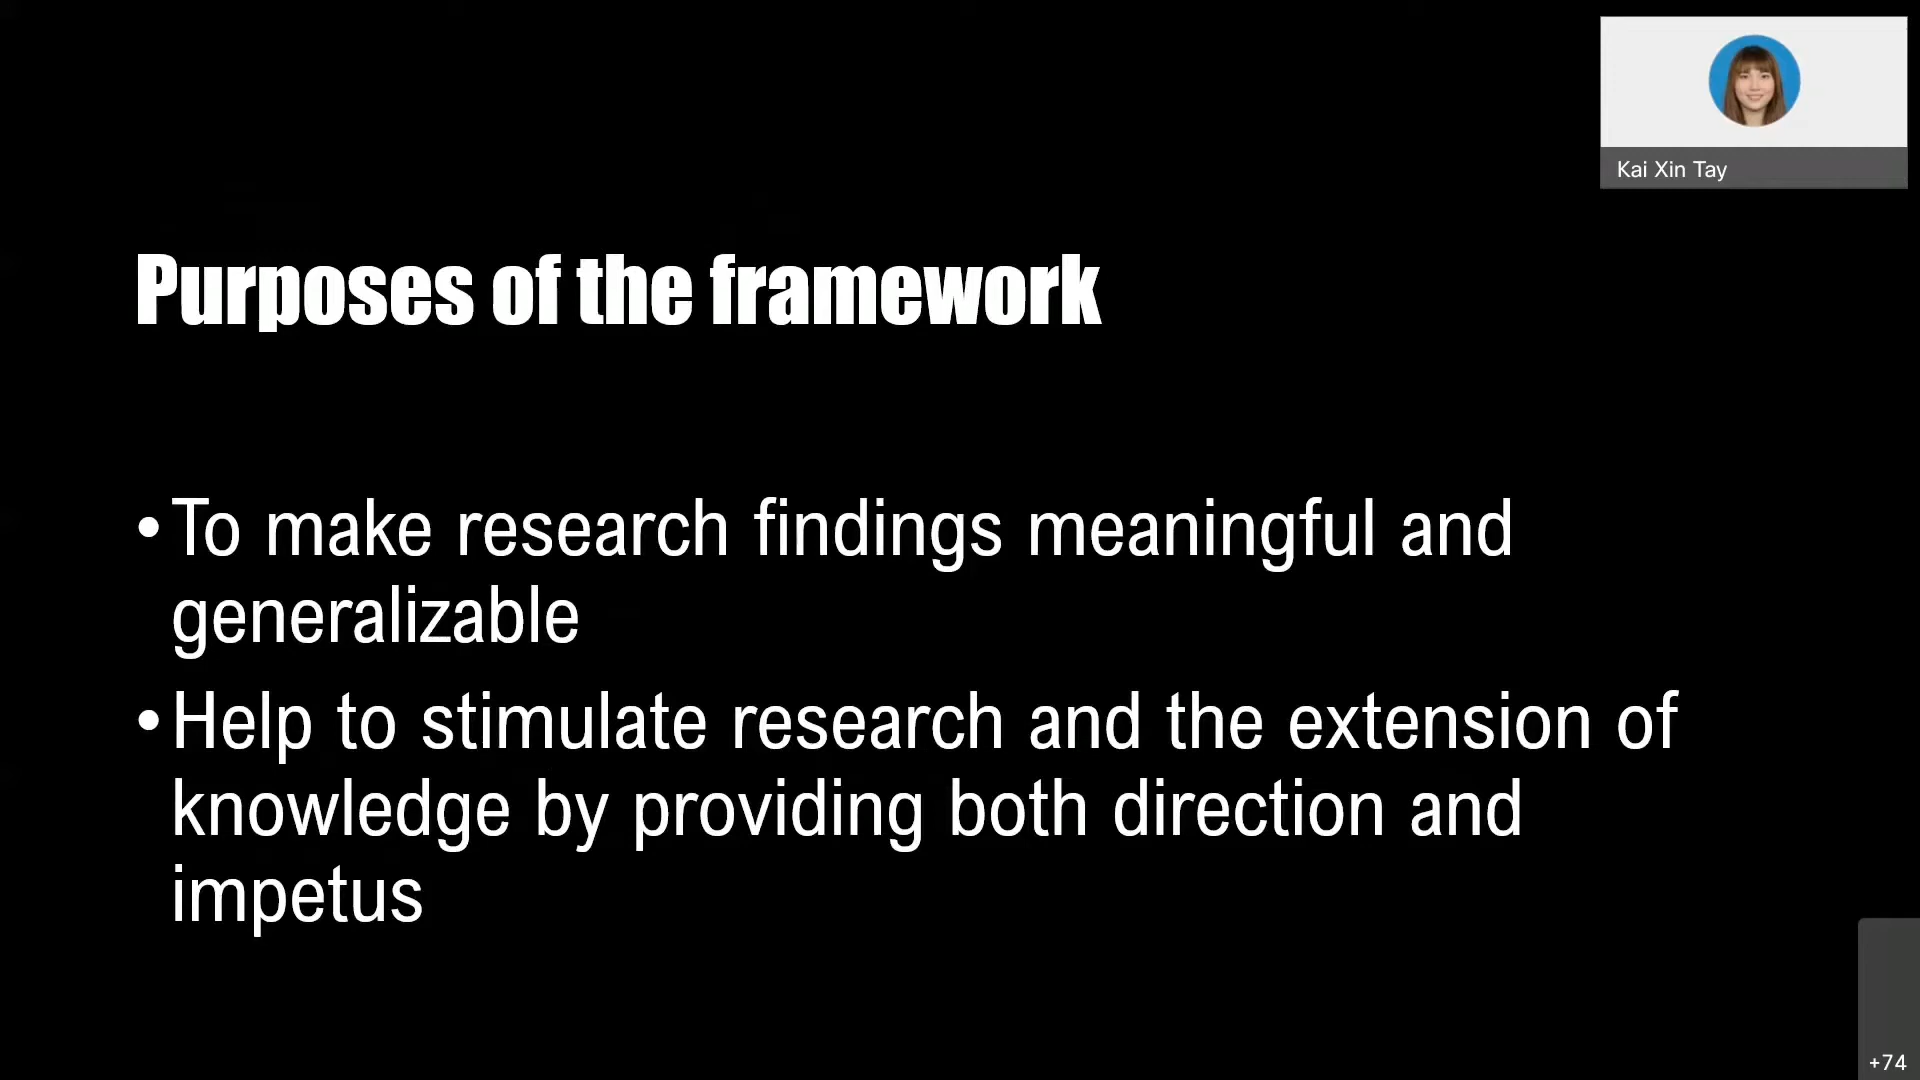 Kai Xin Tay
Purposes of the framework
•To make research findings meaningful and
generalizable
•Help to stimulate research and the extension of
knowledge by providing both direction and
impetus
+74